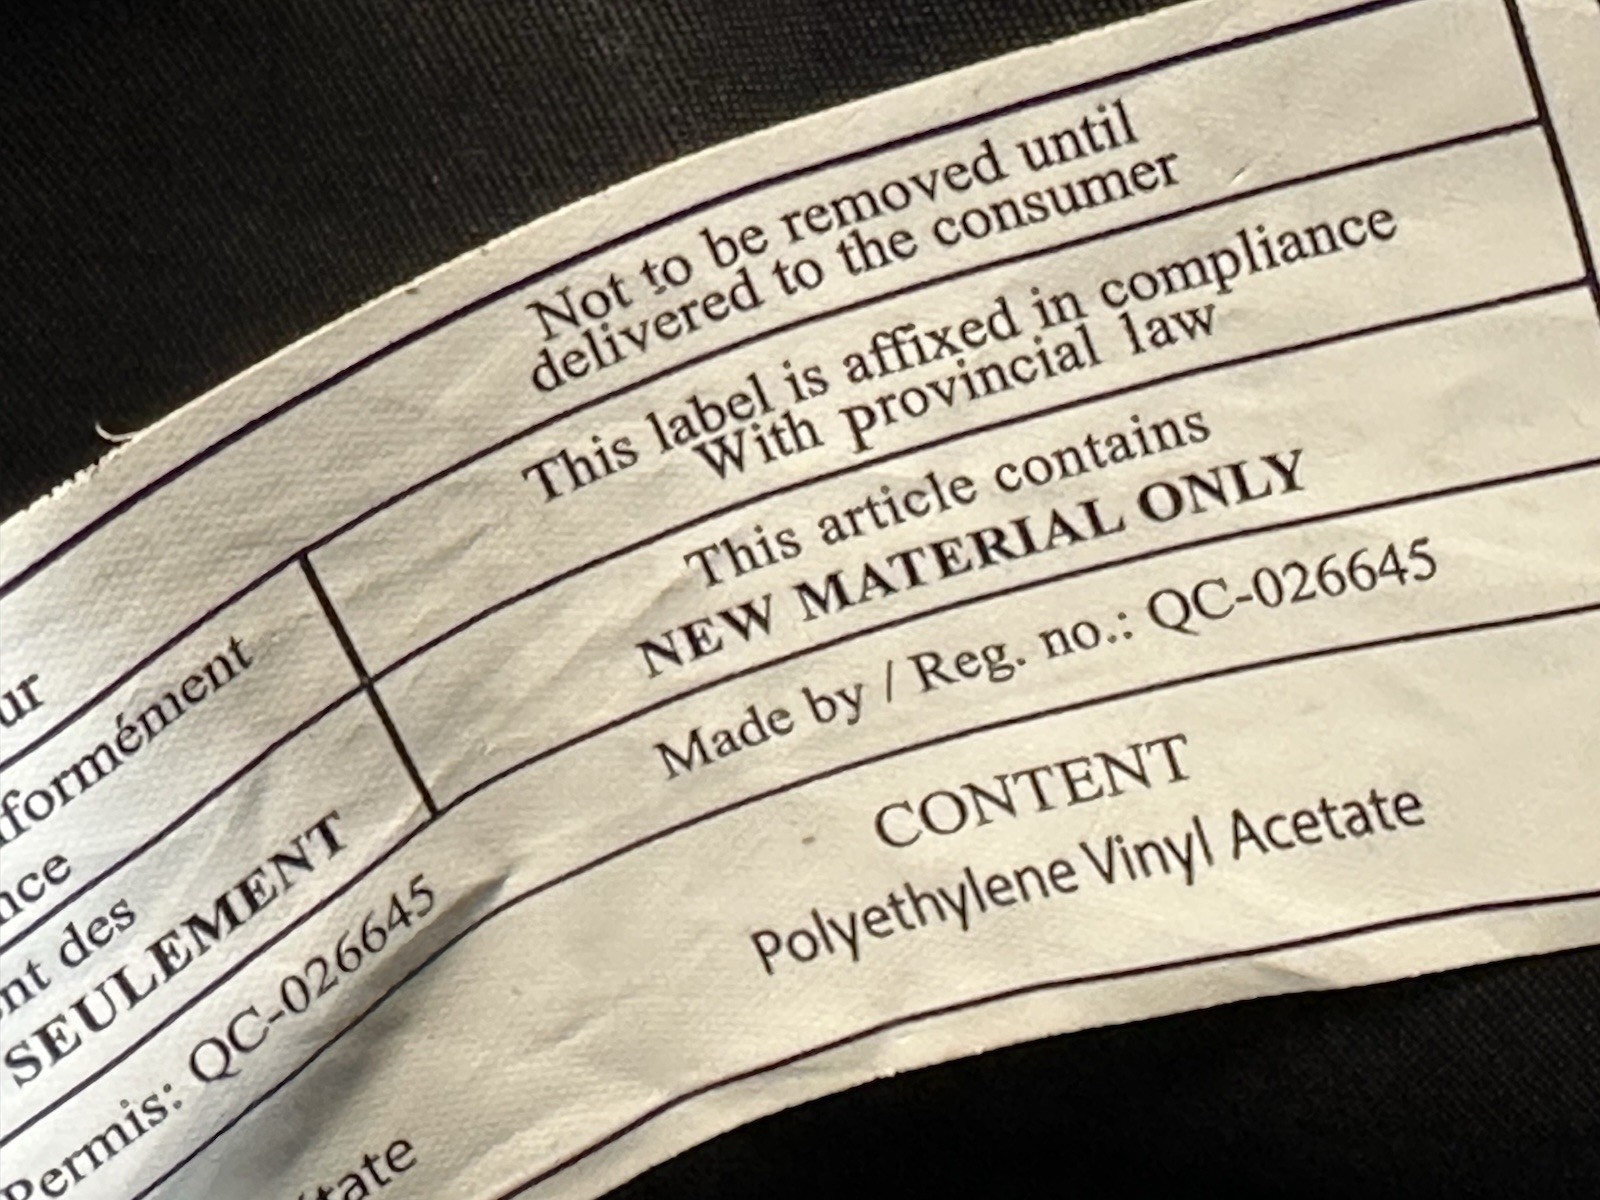 Not to be removed until
delivered to the consumer
This label is affixed in compliance
With provincial law
This article contains
NEW MATERIAL ONLY
Made by / Reg. no.: QC-026645
CONTENT
Polyethylene Vinyl Acetate
ur
formément
nce
nt des
SEULEMENT
Permis: QC-026645
tate